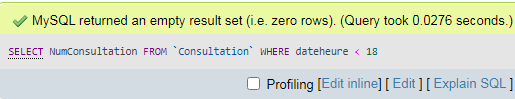 MySQL returned an empty result set (i.e. zero rows). (Query took 0.0276 seconds.)
SELECT NumConsultation FROM `Consultation` WHERE dateheure < 18
Profiling [Edit inline] [ Edit ] [ Explain SQL ]